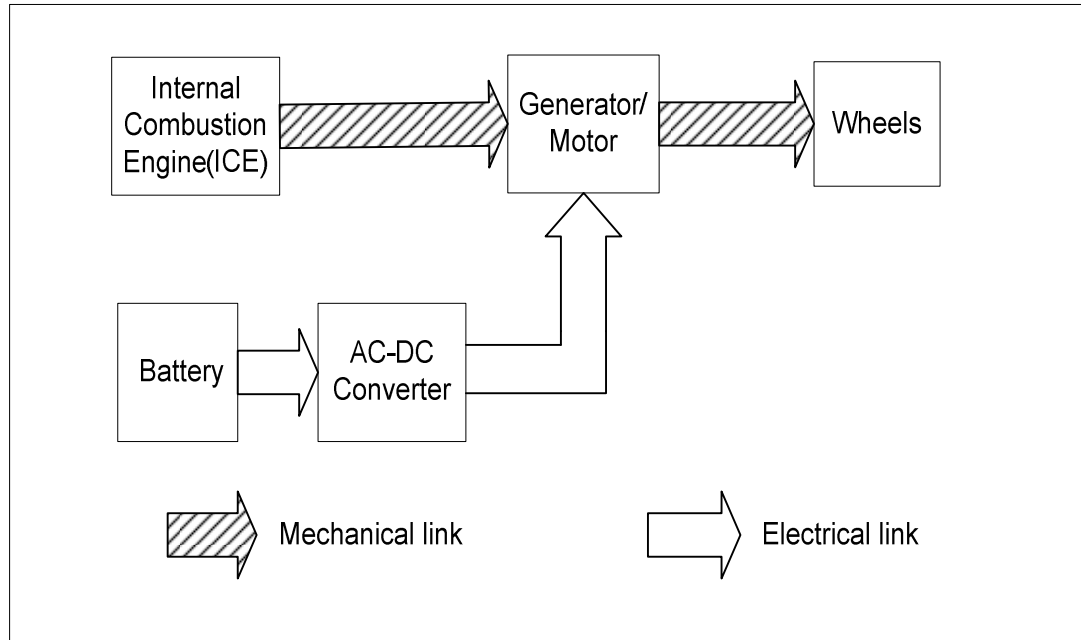 Internal
Combustion
Engine(ICE)
Generator/
Motor
Wheels
Battery
AC-DC
Converter
Mechanical link
Electrical link